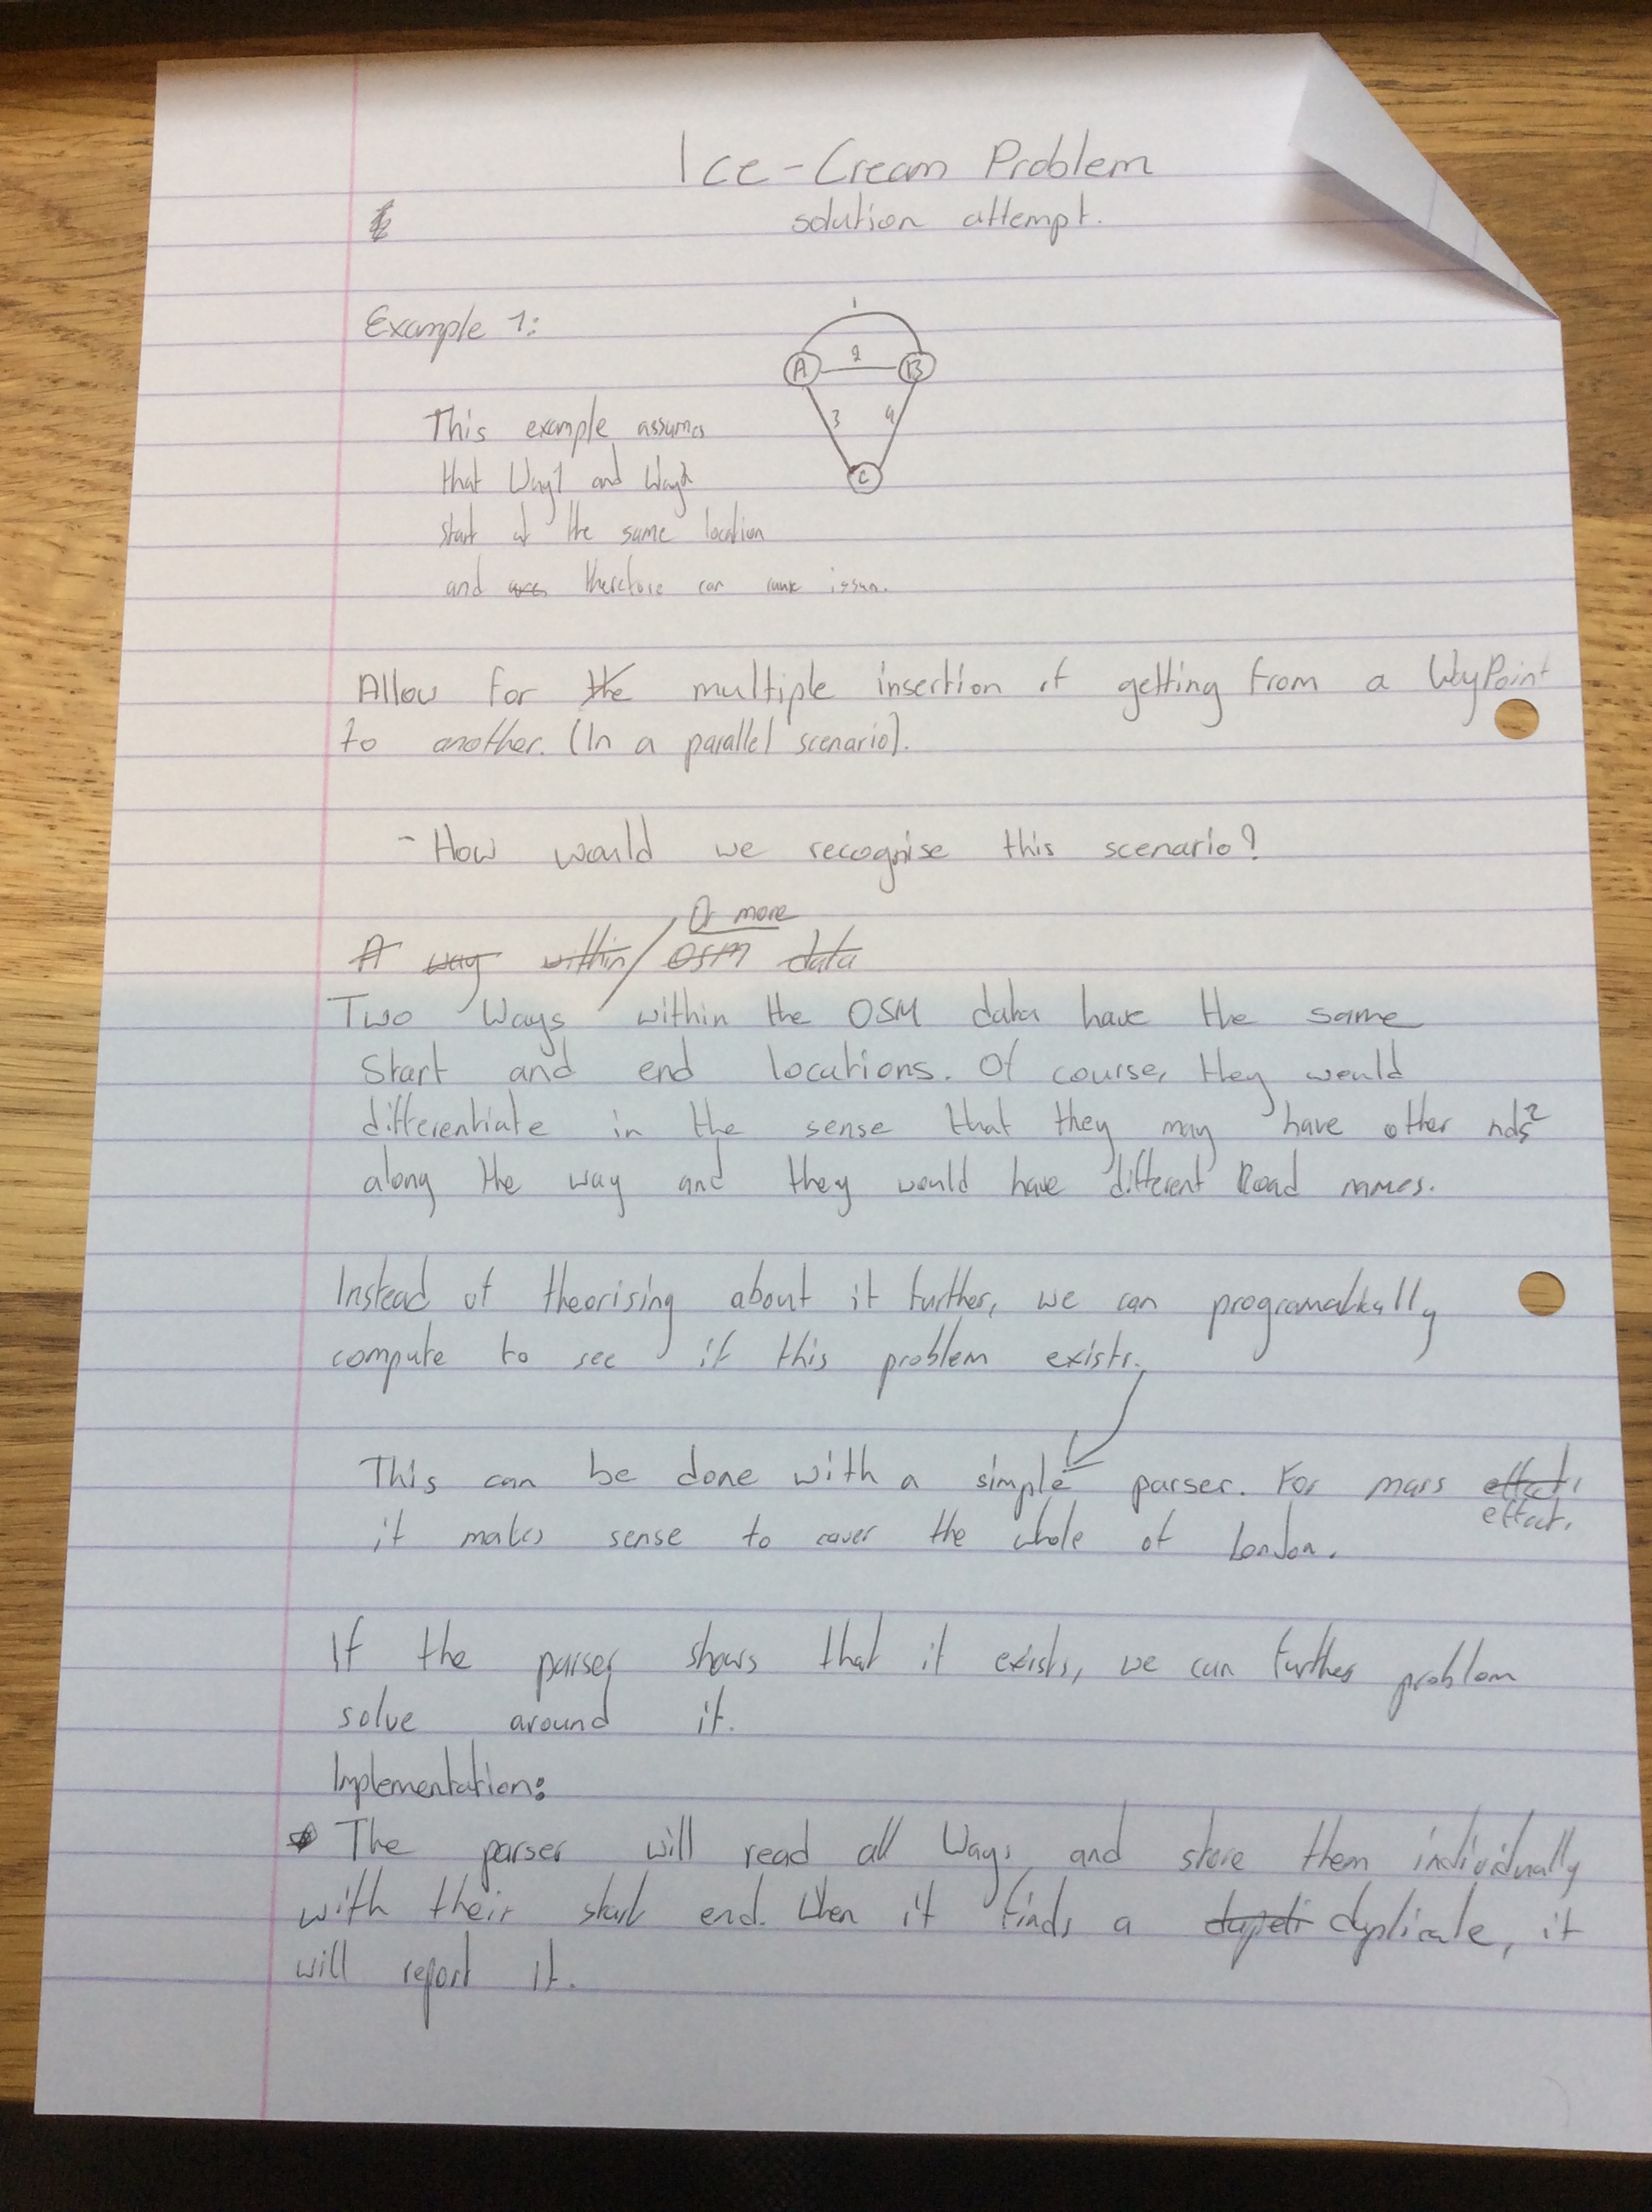 Ice-Cream Problem
solution attempt.
Example 1:
1
A 2 B
3 4
C
This example assumes
that Way1 and Way2
start at the same location
and are therefore can cause issues.
Allow for the multiple insertion of getting from a WayPoint
to another. (In a parallel scenario).
- How would we recognise this scenario?
Or more
A way within OSM data
Two Ways within the OSM data have the same
Start and end locations. Of course, they would
differentiate in the sense that they may have other nds?
along the way and they would have different Road names.
Instead of theorising about it further, we can programatically
compute to see if this problem exists.
This can be done with a simple parser. For mass effect,
effect,
it makes sense to cover the whole of London.
If the parser shows that it exists, we can further problem
solve around it.
Implementation:
The parser will read all Ways and store them individually
with their start end. When it finds a dupeli duplicate, it
will report it.